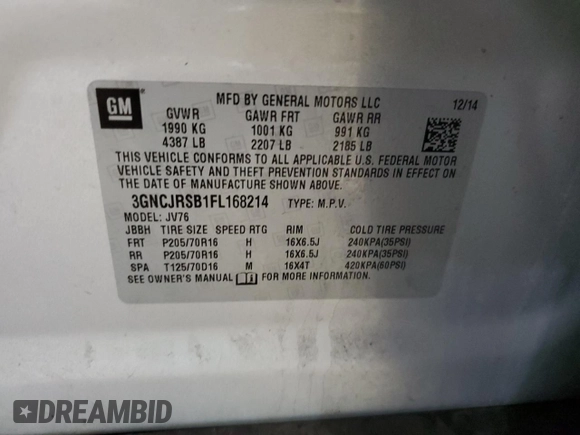 GM
MFD BY GENERAL MOTORS LLC 12/14
GVWR GAWR FRT GAWR RR
1990 KG 1001 KG 991 KG
4387 LB 2207 LB 2185 LB
THIS VEHICLE CONFORMS TO ALL APPLICABLE U.S. FEDERAL MOTOR
VEHICLE SAFETY AND THEFT PREVENTION STANDARDS IN EFFECT ON
THE DATE OF MANUFACTURE SHOWN ABOVE.
3GNCJRSB1FL168214 TYPE: M.P.V.
MODEL: JV76
JBBH TIRE SIZE SPEED RTG RIM COLD TIRE PRESSURE
FRT P205/70R16 H 16X6.5J 240KPA(35PSI)
RR P205/70R16 H 16X6.5J 240KPA(35PSI)
SPA T125/70D16 M 16X4T 420KPA(60PSI)
SEE OWNER'S MANUAL FOR MORE INFORMATION.
DREAMBID